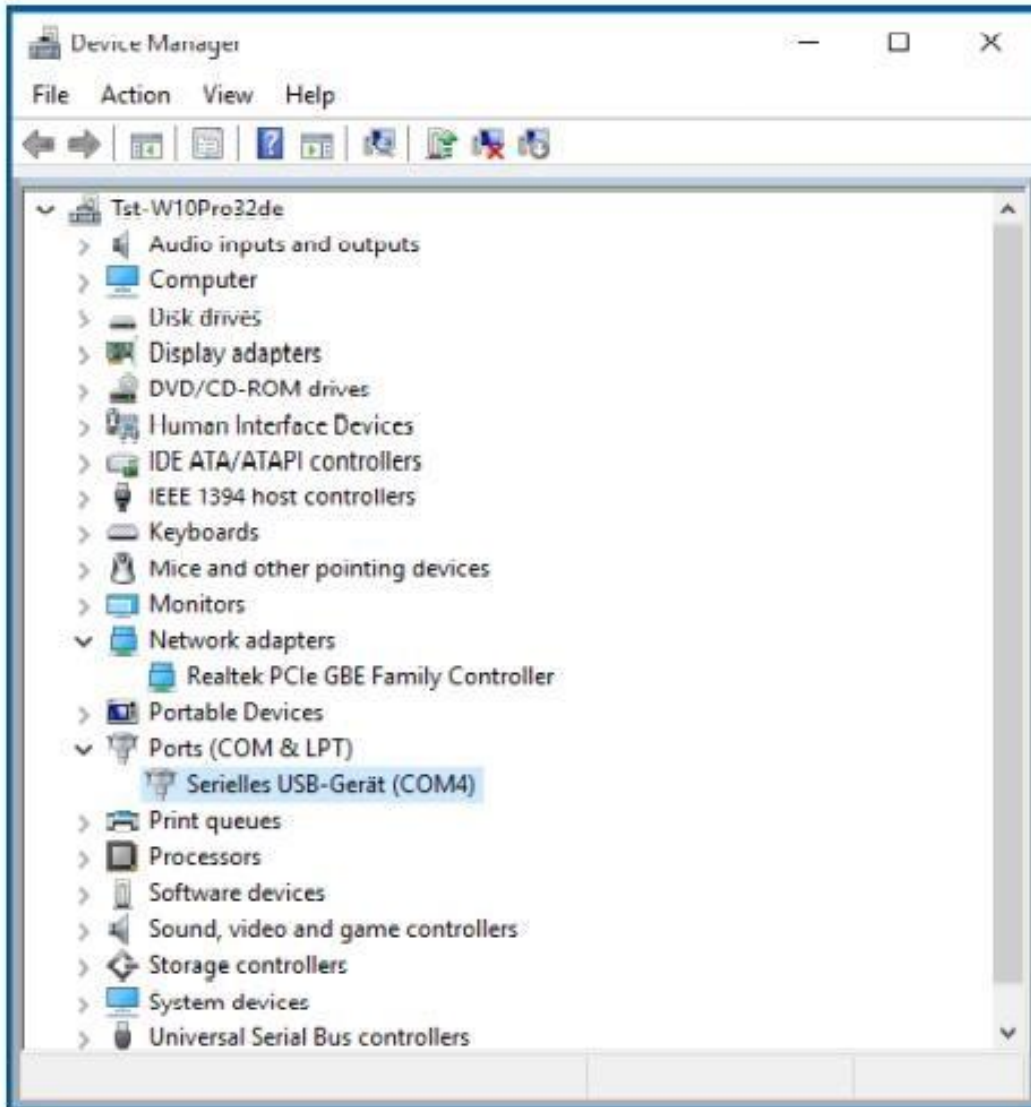 Device Manager
File Action View Help
Tst-W10Pro32de
Audio inputs and outputs
Computer
Disk drives
Display adapters
DVD/CD-ROM drives
Human Interface Devices
IDE ATA/ATAPI controllers
IEEE 1394 host controllers
Keyboards
Mice and other pointing devices
Monitors
Network adapters
Realtek PCIe GBE Family Controller
Portable Devices
Ports (COM & LPT)
Serielles USB-Gerät (COM4)
Print queues
Processors
Software devices
Sound, video and game controllers
Storage controllers
System devices
Universal Serial Bus controllers